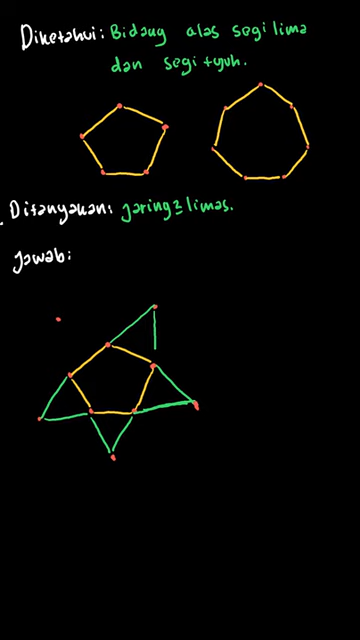 Diketahui: Bidang alas segi lima
dan segi tujuh.
Ditanyakan: jaring2 limas.
Jawab: